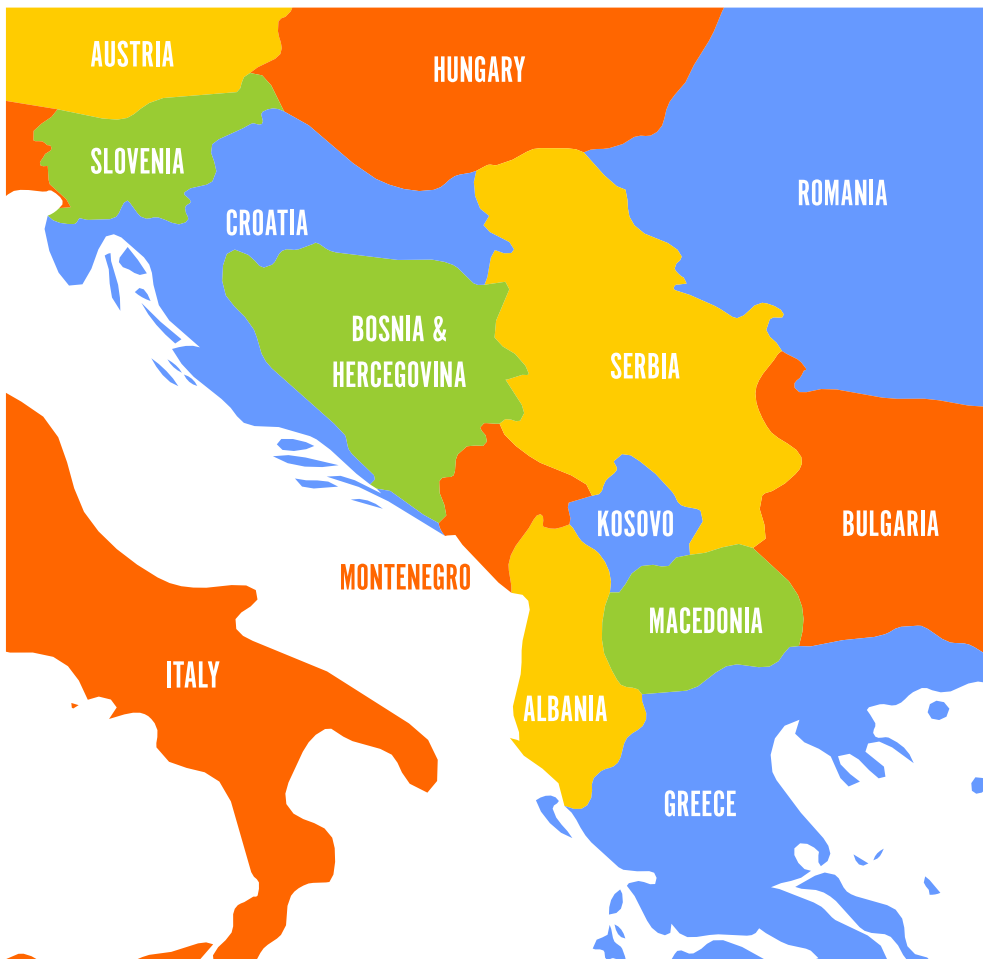 AUSTRIA
HUNGARY
SLOVENIA
ROMANIA
CROATIA
BOSNIA &
HERCEGOVINA
SERBIA
KOSOVO
BULGARIA
MONTENEGRO
MACEDONIA
ITALY
ALBANIA
GREECE